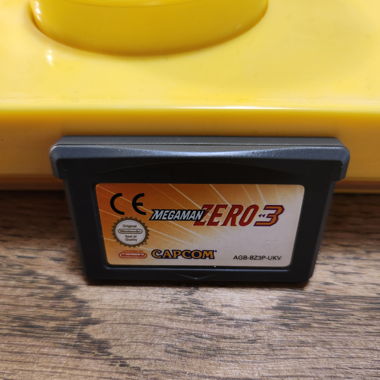 CE
MEGAMAN ZERO 3
Original
Nintendo
Seal of
Quality
Nintendo
CAPCOM
AGB-BZ3P-UKV